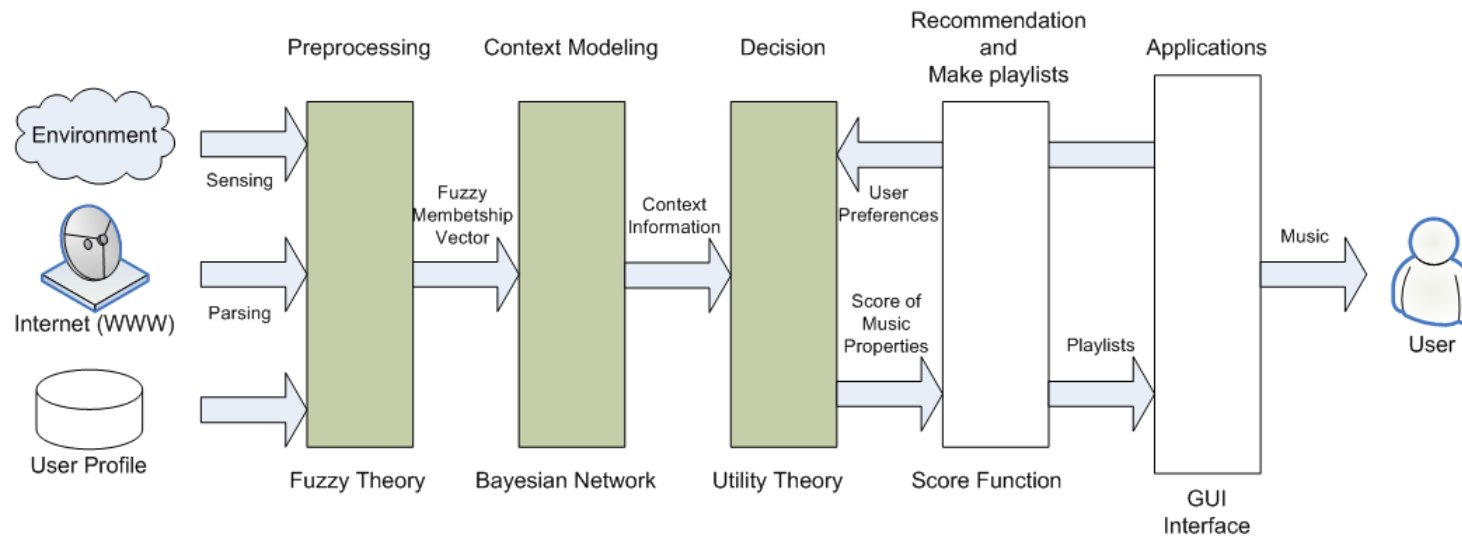 Preprocessing
Context Modeling
Decision
Recommendation
and
Make playlists
Applications
Environment
Sensing
Fuzzy
Membetship
Vector
Context
Information
User
Preferences
Music
Internet (WWW)
Parsing
Score of
Music
Properties
Playlists
User
User Profile
Fuzzy Theory
Bayesian Network
Utility Theory
Score Function
GUI
Interface